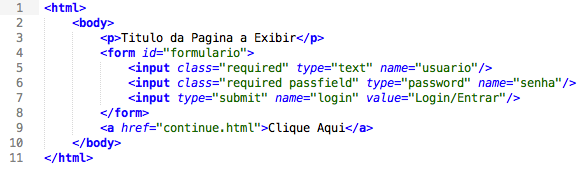 1 <html>
2     <body>
3         <p>Titulo da Pagina a Exibir</p>
4         <form id="formulario">
5             <input class="required" type="text" name="usuario"/>
6             <input class="required passfield" type="password" name="senha"/>
7             <input type="submit" name="login" value="Login/Entrar"/>
8         </form>
9         <a href="continue.html">Clique Aqui</a>
10     </body>
11 </html>